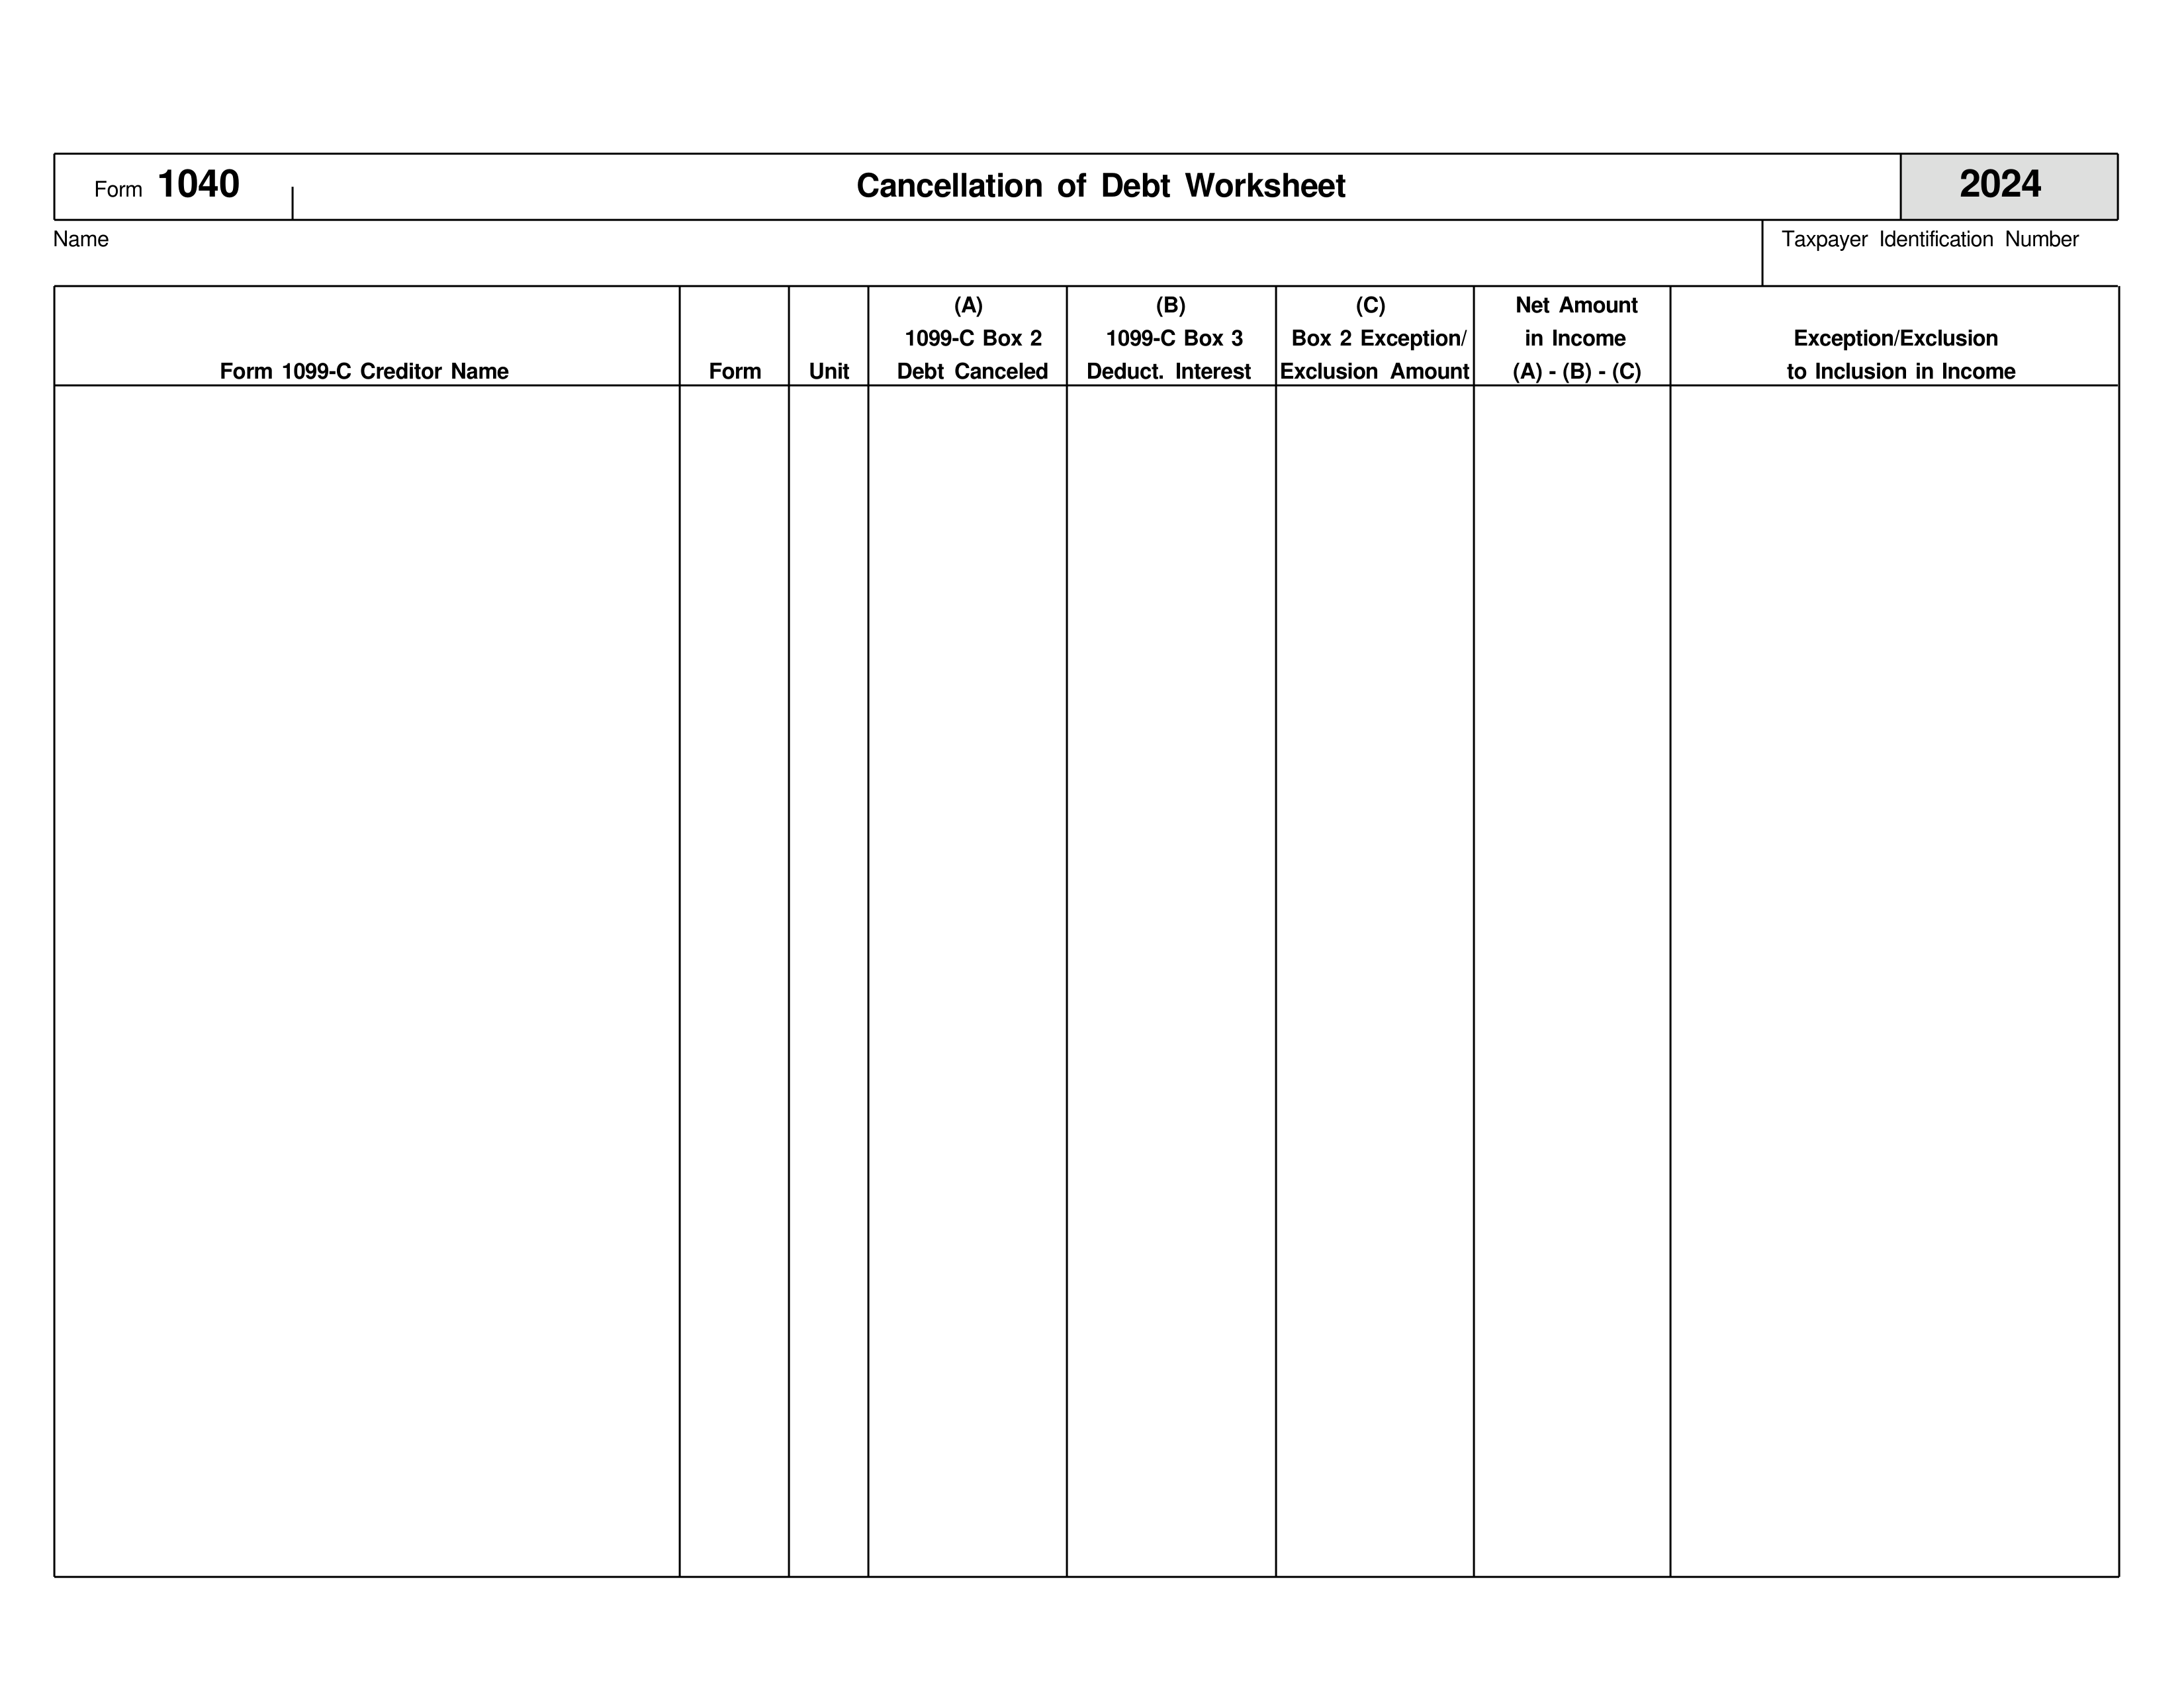 Form 1040
Cancellation of Debt Worksheet
2024
Name
Taxpayer Identification Number
Form 1099-C Creditor Name
Form
Unit
(A)
1099-C Box 2
Debt Canceled
(B)
1099-C Box 3
Deduct. Interest
(C)
Box 2 Exception/
Exclusion Amount
Net Amount
in Income
(A) - (B) - (C)
Exception/Exclusion
to Inclusion in Income